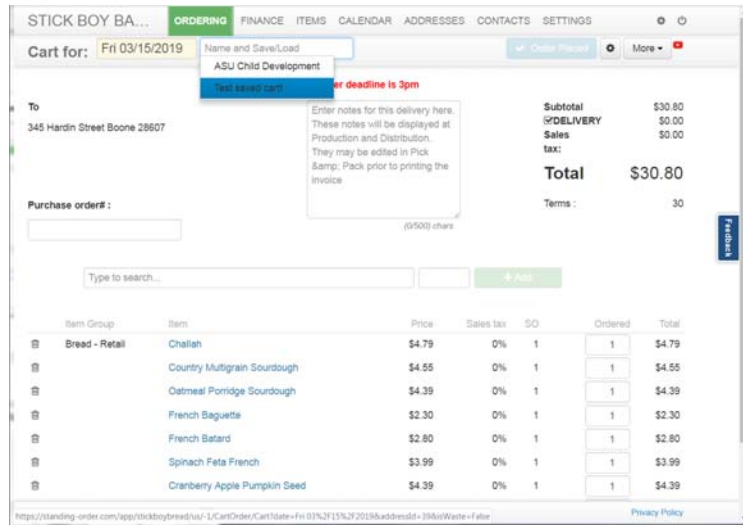 STICK BOY BA... ORDERING FINANCE ITEMS CALENDAR ADDRESSES CONTACTS SETTINGS
Cart for: Fri 03/15/2019 Name and Save/Load Order Placed More
ASU Child Development
Test saved cart!
er deadline is 3pm
To
345 Hardin Street Boone 28607
Enter notes for this delivery here.
These notes will be displayed at
Production and Distribution.
They may be edited in Pick
&amp; Pack prior to printing the
invoice
(0/500) chars
Subtotal $30.80
DELIVERY $0.00
Sales $0.00
tax:
Total $30.80
Terms : 30
Purchase order# :
Feedback
Type to search... + Add
Item Group Item Price Sales tax SO Ordered Total
Bread - Retail Challah $4.79 0% 1 1 $4.79
Country Multigrain Sourdough $4.55 0% 1 1 $4.55
Oatmeal Porridge Sourdough $4.39 0% 1 1 $4.39
French Baguette $2.30 0% 1 1 $2.30
French Batard $2.80 0% 1 1 $2.80
Spinach Feta French $3.99 0% 1 1 $3.99
Cranberry Apple Pumpkin Seed $4.39 0% 1 1 $4.39
https://standing-order.com/app/stickboybread/us/-1/CartOrder/Cart?date=Fri 03%2F15%2F2019&addressId=39&isWaste=False
Privacy Policy